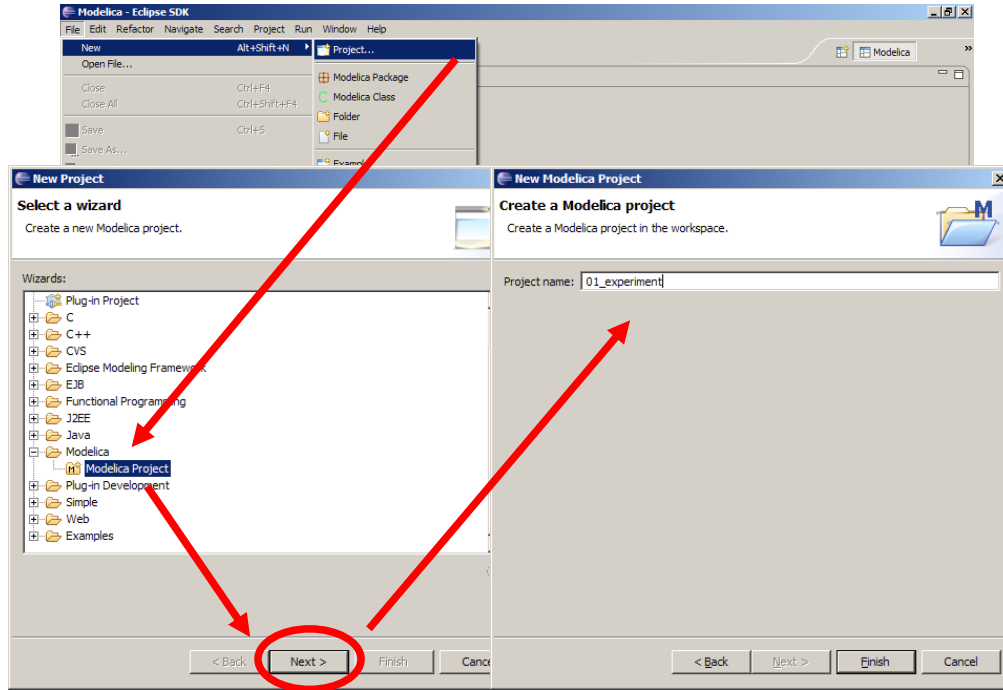 Modelica - Eclipse SDK
File Edit Refactor Navigate Search Project Run Window Help
New Alt+Shift+N
Open File...
Close Ctrl+F4
Close All Ctrl+Shift+F4
Save Ctrl+S
Save As...
Project...
Modelica Package
Modelica Class
Folder
File
Modelica
»
New Project
Select a wizard
Create a new Modelica project.
Wizards:
Plug-in Project
C
C++
CVS
Eclipse Modeling Framework
EJB
Functional Programming
J2EE
Java
Modelica
Modelica Project
Plug-in Development
Simple
Web
Examples
< Back Next > Finish Cance
New Modelica Project
Create a Modelica project
Create a Modelica project in the workspace.
M
Project name: 01_experiment
< Back Next > Finish Cancel